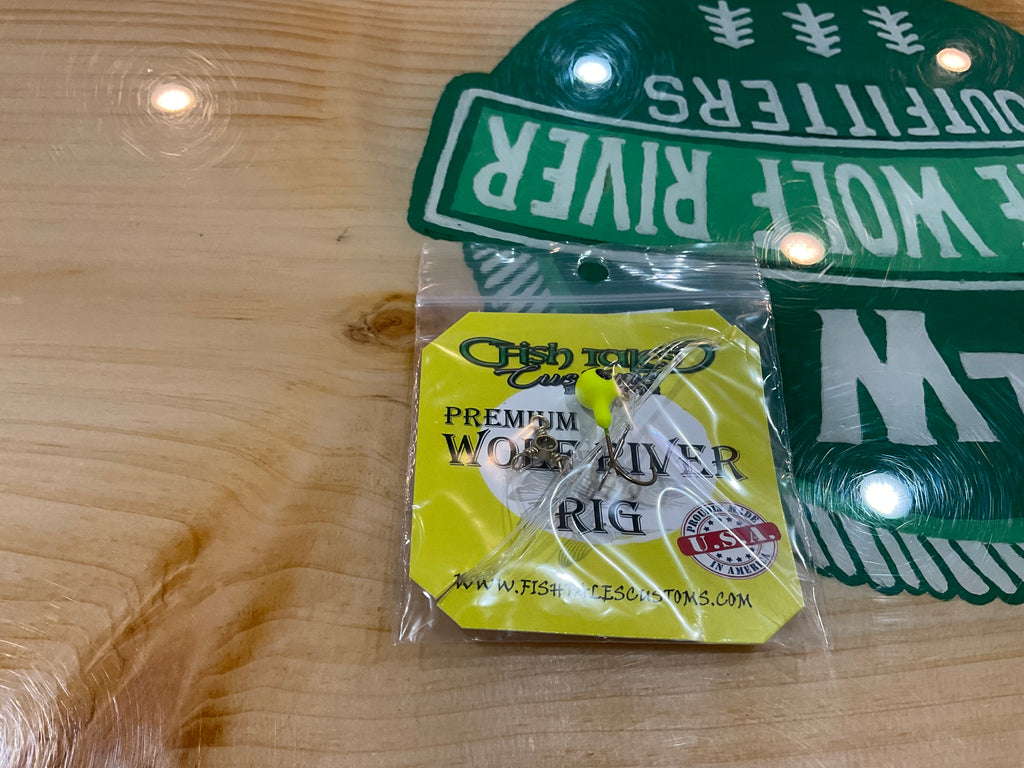 OUTFITTERS
WOLF RIVER
Fish Tales
Customs
PREMIUM
WOLF RIVER
RIG
PROUDLY MADE
U.S.A.
IN AMERICA
WWW.FISHTALESCUSTOMS.COM